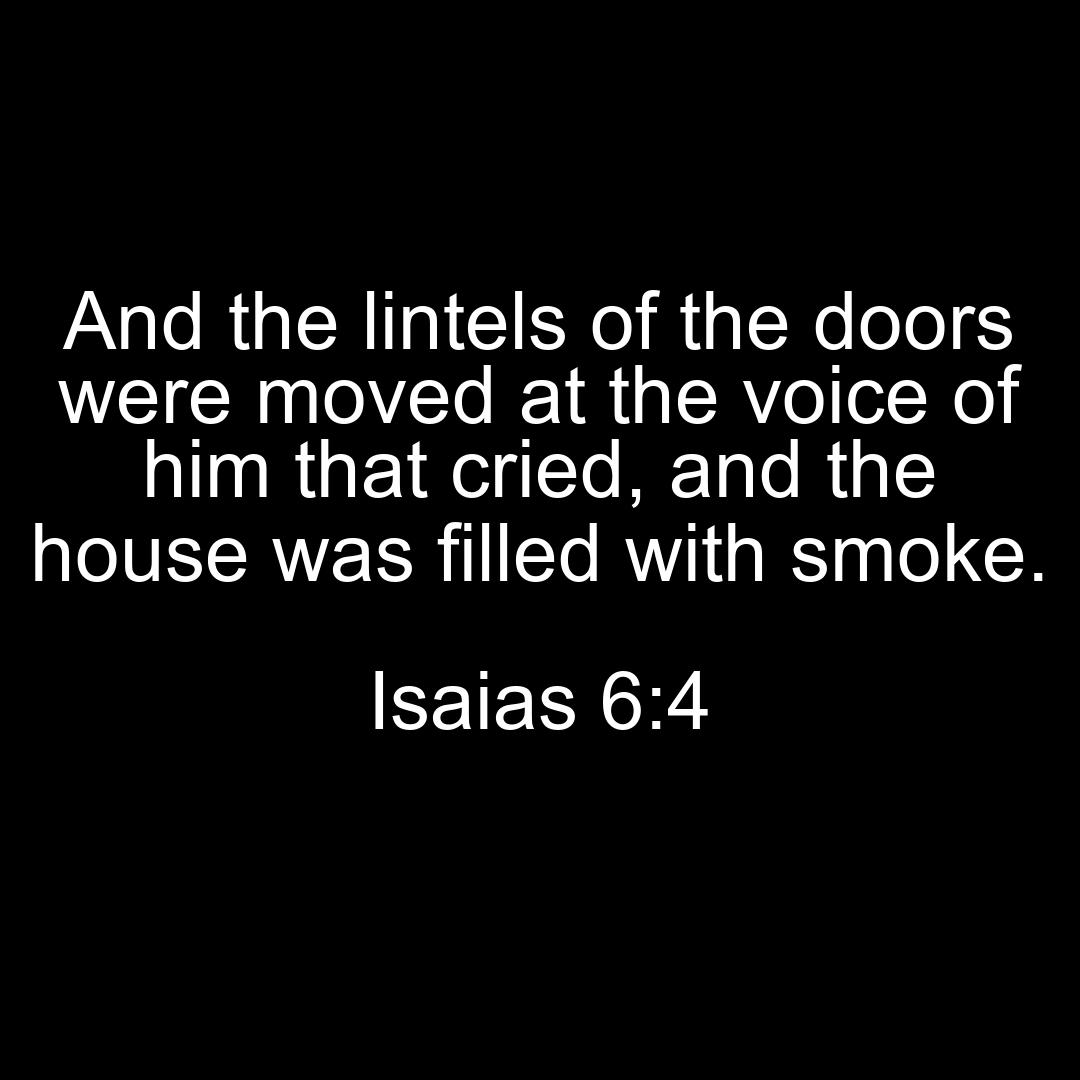 And the lintels of the doors
were moved at the voice of
him that cried, and the
house was filled with smoke.
Isaias 6:4